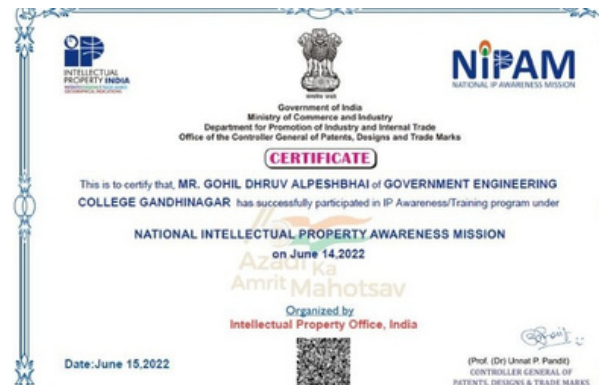 iP
INTELLECTUAL
PROPERTY INDIA
NiPAM
NATIONAL IP AWARENESS MISSION
सत्यमेव जयते
Government of India
Ministry of Commerce and Industry
Department for Promotion of Industry and Internal Trade
Office of the Controller General of Patents, Designs and Trade Marks
CERTIFICATE
This is to certify that, MR. GOHIL DHRUV ALPESHBHAI of GOVERNMENT ENGINEERING
COLLEGE GANDHINAGAR has successfully participated in IP Awareness/Training program under
NATIONAL INTELLECTUAL PROPERTY AWARENESS MISSION
on June 14,2022
Azadi Ka
Amrit Mahotsav
Organized by
Intellectual Property Office, India
Date:June 15,2022
(Prof. (Dr) Unnat P. Pandit)
CONTROLLER GENERAL OF
PATENTS, DESIGNS & TRADE MARKS